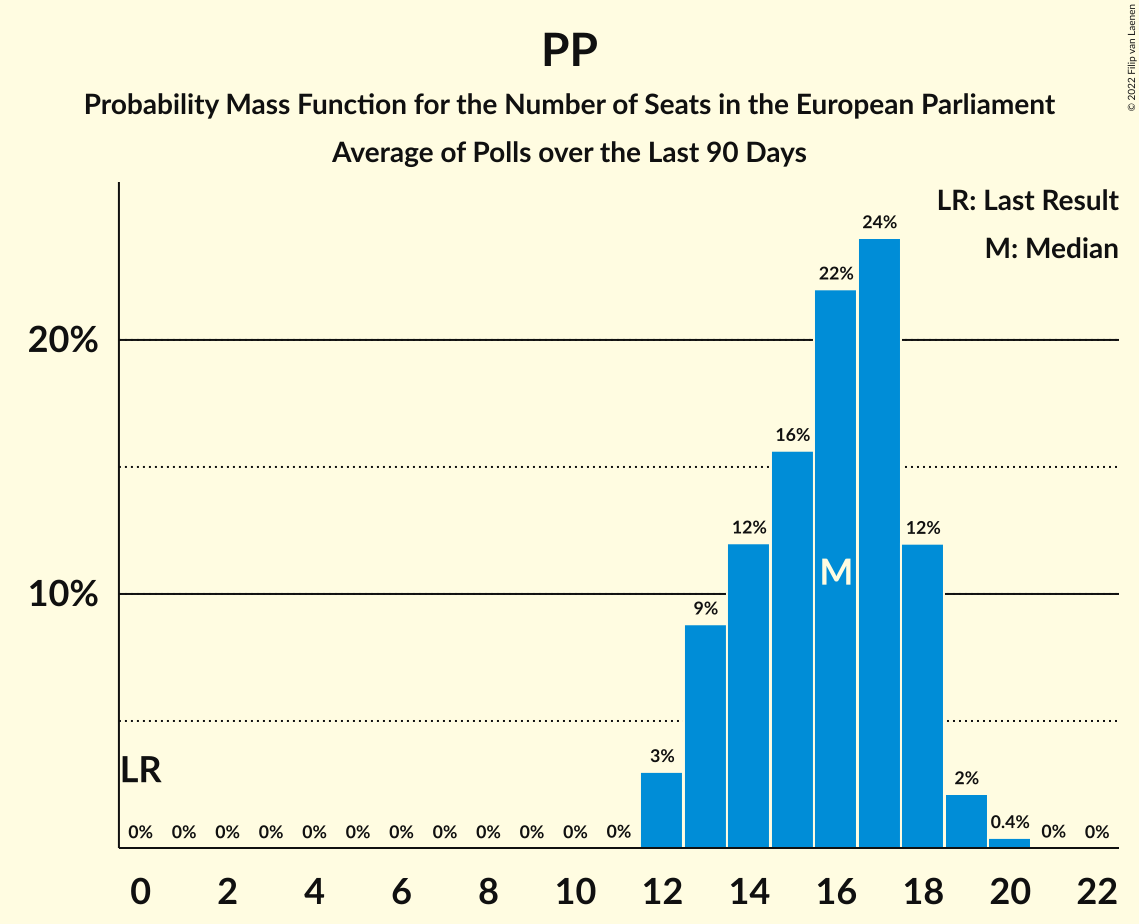 PP
Probability Mass Function for the Number of Seats in the European Parliament
Average of Polls over the Last 90 Days
© 2022 Filip van Laenen
LR: Last Result
M: Median
24%
22%
20%
16%
12%
12%
M
10%
9%
LR
3%
2%
0.4%
0% 0% 0% 0% 0% 0% 0% 0% 0% 0% 0% 0% 0% 0%
0 2 4 6 8 10 12 14 16 18 20 22